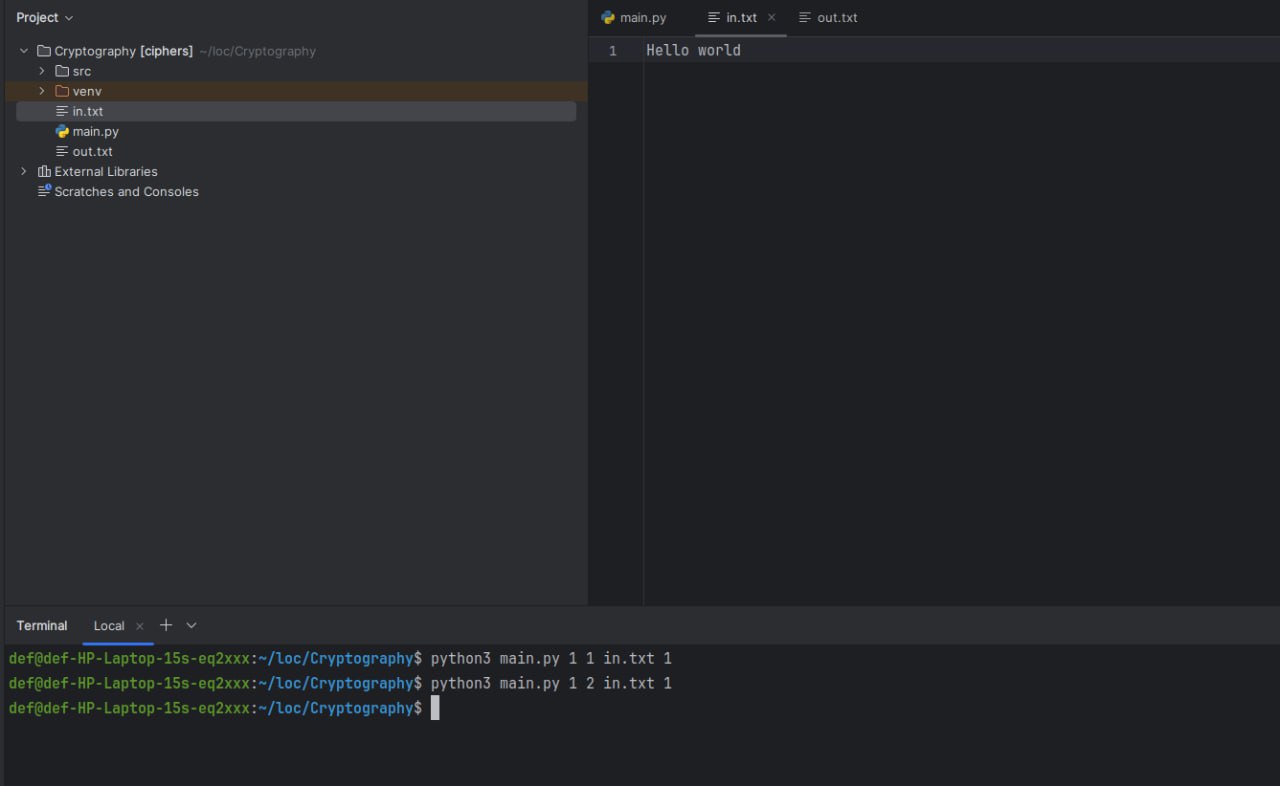 Project
Cryptography [ciphers] ~/loc/Cryptography
src
venv
in.txt
main.py
out.txt
External Libraries
Scratches and Consoles
main.py in.txt out.txt
1 Hello world
Terminal Local
def@def-HP-Laptop-15s-eq2xxx:~/loc/Cryptography$ python3 main.py 1 1 in.txt 1
def@def-HP-Laptop-15s-eq2xxx:~/loc/Cryptography$ python3 main.py 1 2 in.txt 1
def@def-HP-Laptop-15s-eq2xxx:~/loc/Cryptography$